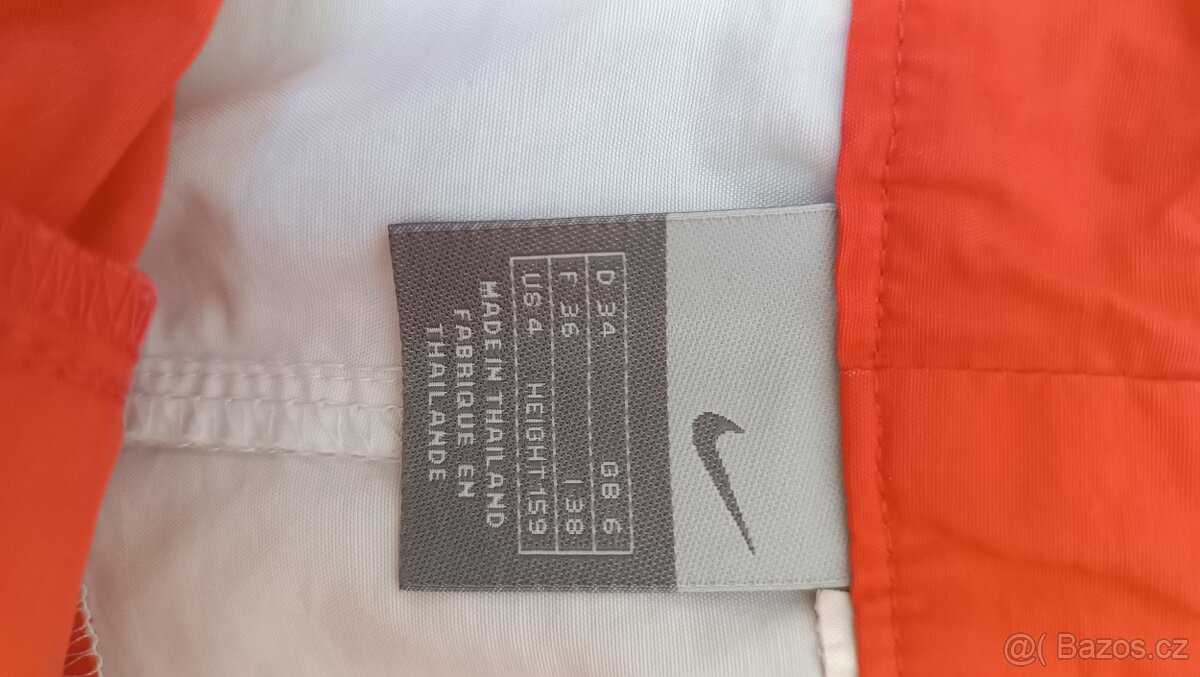 D 34 GB 6
F 36 I 38
US 4 HEIGHT 159
MADE IN THAILAND
FABRIQUE EN
THAILANDE
@( Bazos.cz